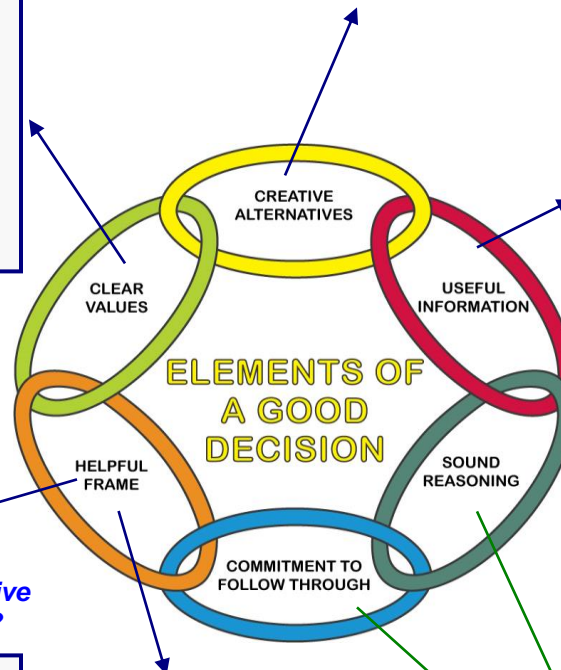 CREATIVE
ALTERNATIVES
CLEAR
VALUES
USEFUL
INFORMATION
ELEMENTS OF
A GOOD
DECISION
HELPFUL
FRAME
SOUND
REASONING
COMMITMENT TO
FOLLOW THROUGH